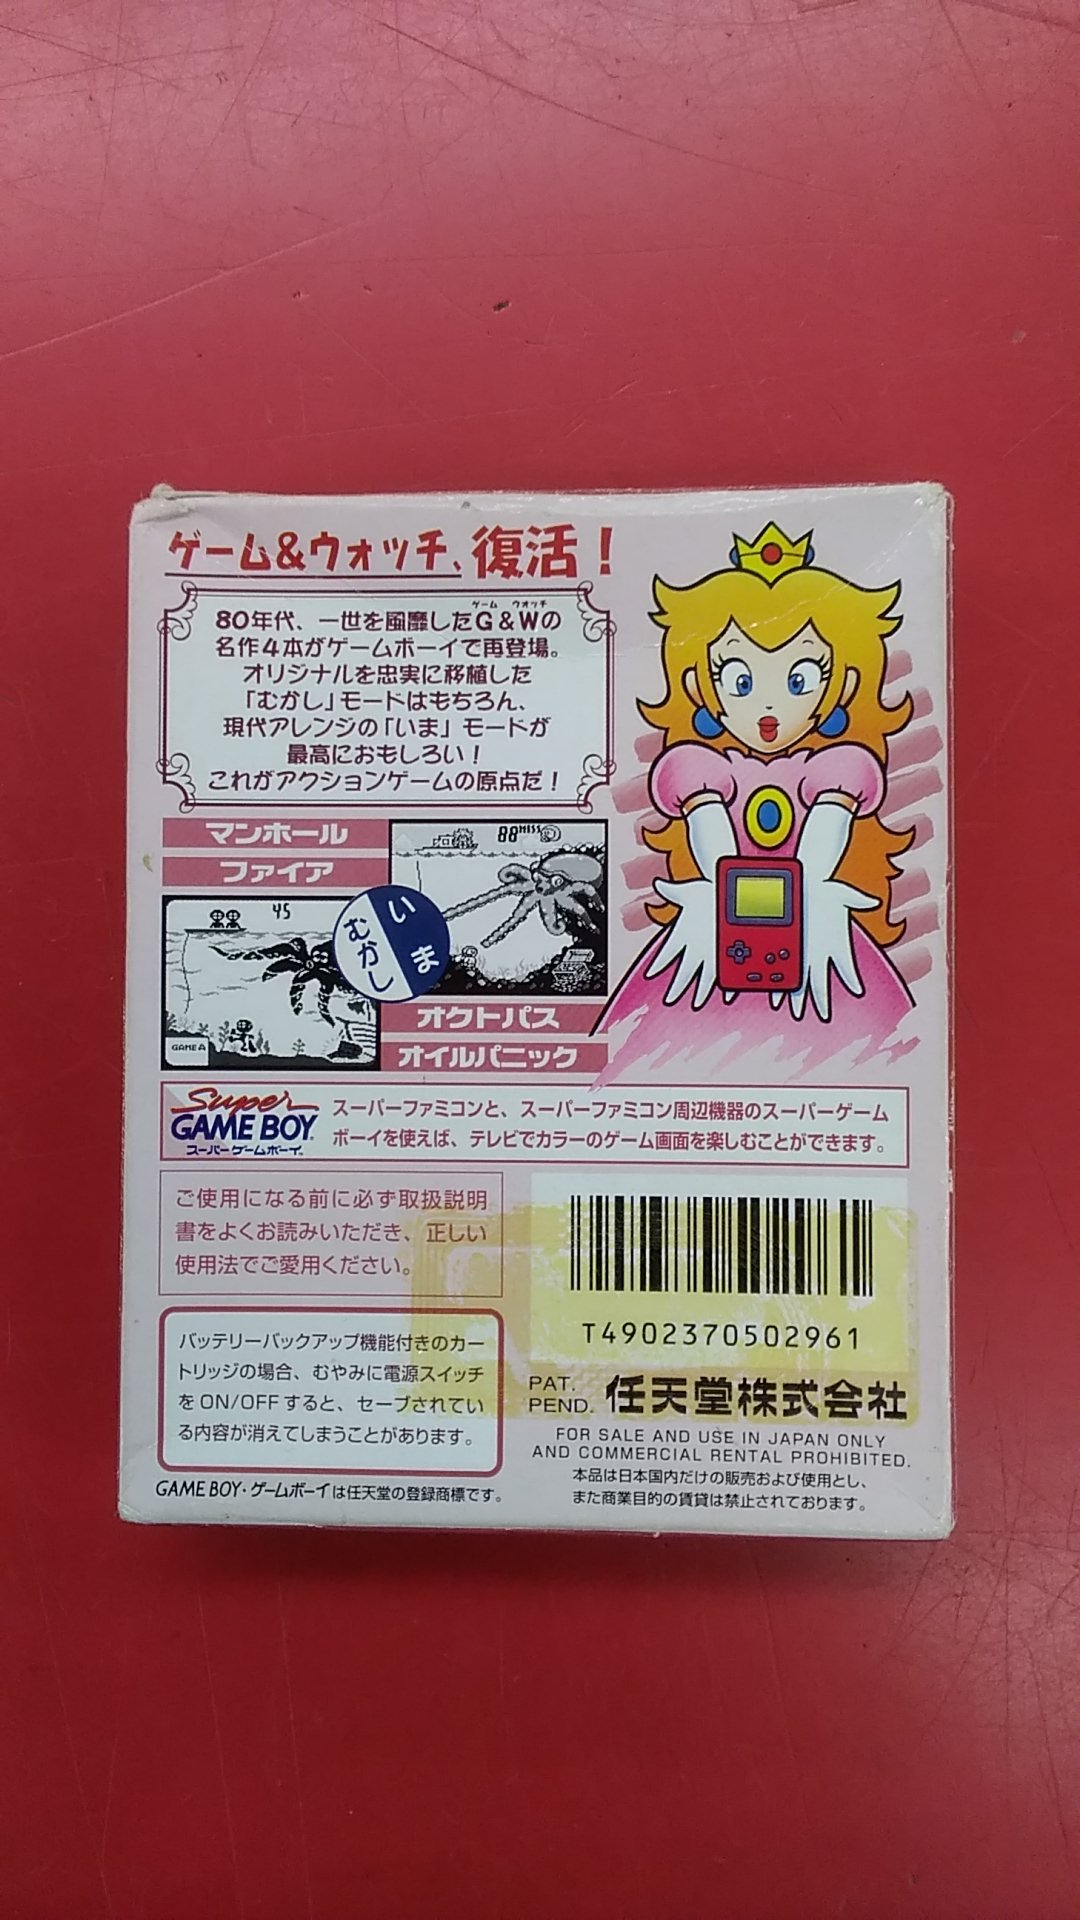 ゲーム&ウォッチ、復活!
80年代、一世を風靡したG&Wの
ゲーム ウオッチ
名作4本がゲームボーイで再登場。
オリジナルを忠実に移植した
「むかし」モードはもちろん、
現代アレンジの「いま」モードが
最高におもしろい!
これがアクションゲームの原点だ!
マンホール
ファイア
88 MISS
45
いま
むかし
GAME A
オクトパス
オイルパニック
Super
GAME BOY
スーパーゲームボーイ
スーパーファミコンと、スーパーファミコン周辺機器のスーパーゲーム
ボーイを使えば、テレビでカラーのゲーム画面を楽しむことができます。
ご使用になる前に必ず取扱説明
書をよくお読みいただき、正しい
使用法でご愛用ください。
T4902370502961
バッテリーバックアップ機能付きのカー
トリッジの場合、むやみに電源スイッチ
をON/OFFすると、セーブされてい
る内容が消えてしまうことがあります。
PAT.
PEND.
任天堂株式会社
FOR SALE AND USE IN JAPAN ONLY
AND COMMERCIAL RENTAL PROHIBITED.
本品は日本国内だけの販売および使用とし、
また商業目的の賃貸は禁止されております。
GAME BOY・ゲームボーイは任天堂の登録商標です。